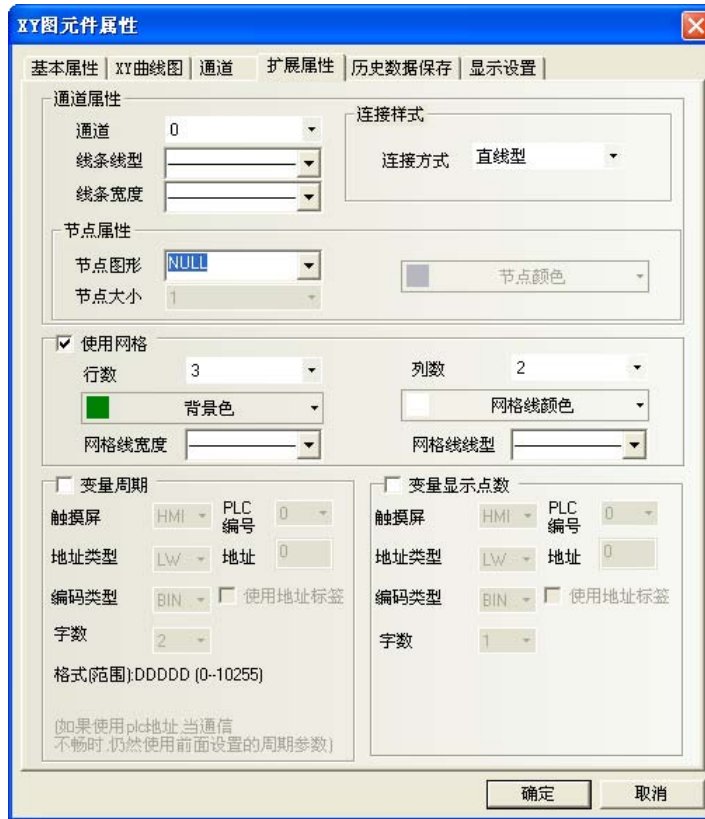 XY图元件属性
基本属性 XY曲线图 通道 扩展属性 历史数据保存 显示设置
通道属性
通道 0
线条线型
线条宽度
连接样式
连接方式 直线型
节点属性
节点图形 NULL
节点大小 1
节点颜色
使用网格
行数 3 列数 2
背景色 网格线颜色
网格线宽度 网格线线型
变量周期
触摸屏 HMI PLC编号 0
地址类型 LW 地址 0
编码类型 BIN 使用地址标签
字数 2
格式(范围):DDDDD (0--10255)
(如果使用plc地址,当通信
不畅时,仍然使用前面设置的周期参数)
变量显示点数
触摸屏 HMI PLC编号 0
地址类型 LW 地址 0
编码类型 BIN 使用地址标签
字数 1
确定 取消